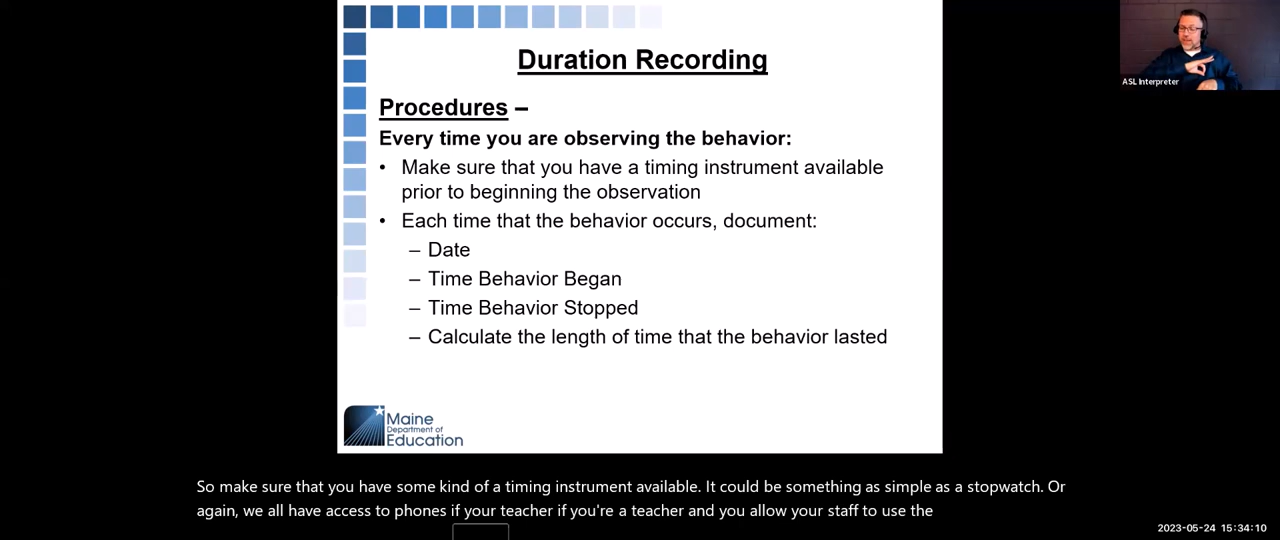 Duration Recording
ASL Interpreter
Procedures –
Every time you are observing the behavior:
• Make sure that you have a timing instrument available
prior to beginning the observation
• Each time that the behavior occurs, document:
– Date
– Time Behavior Began
– Time Behavior Stopped
– Calculate the length of time that the behavior lasted
Maine
Department of
Education
So make sure that you have some kind of a timing instrument available. It could be something as simple as a stopwatch. Or
again, we all have access to phones if your teacher if you're a teacher and you allow your staff to use the
2023-05-24 15:34:10